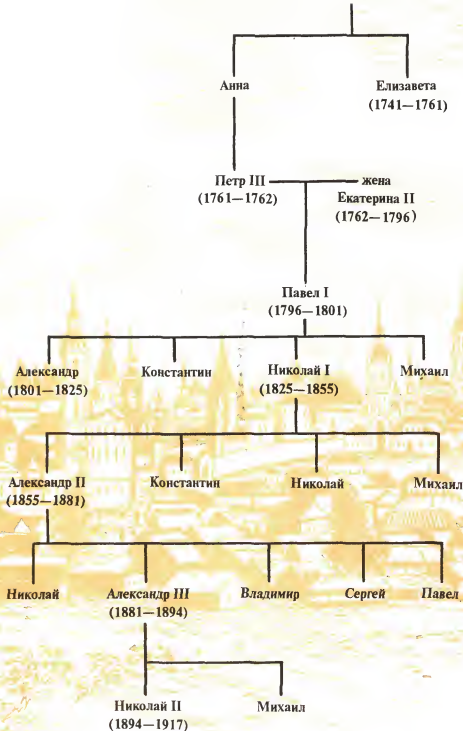 Анна
Елизавета
(1741—1761)
Петр III
(1761—1762)
жена
Екатерина II
(1762—1796)
Павел I
(1796—1801)
Александр
(1801—1825)
Константин
Николай I
(1825—1855)
Михаил
Александр II
(1855—1881)
Константин
Николай
Михаил
Николай
Александр III
(1881—1894)
Владимир
Сергей
Павел
Николай II
(1894—1917)
Михаил